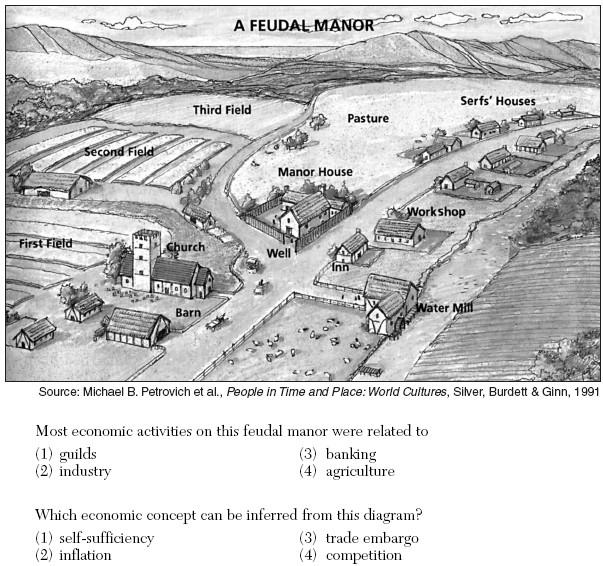 A FEUDAL MANOR
Third Field
Serfs' Houses
Pasture
Second Field
Manor House
Workshop
First Field
Church
Well
Inn
Barn
Water Mill
Source: Michael B. Petrovich et al., People in Time and Place: World Cultures, Silver, Burdett & Ginn, 1991
Most economic activities on this feudal manor were related to
(1) guilds
(2) industry
(3) banking
(4) agriculture
Which economic concept can be inferred from this diagram?
(1) self-sufficiency
(2) inflation
(3) trade embargo
(4) competition